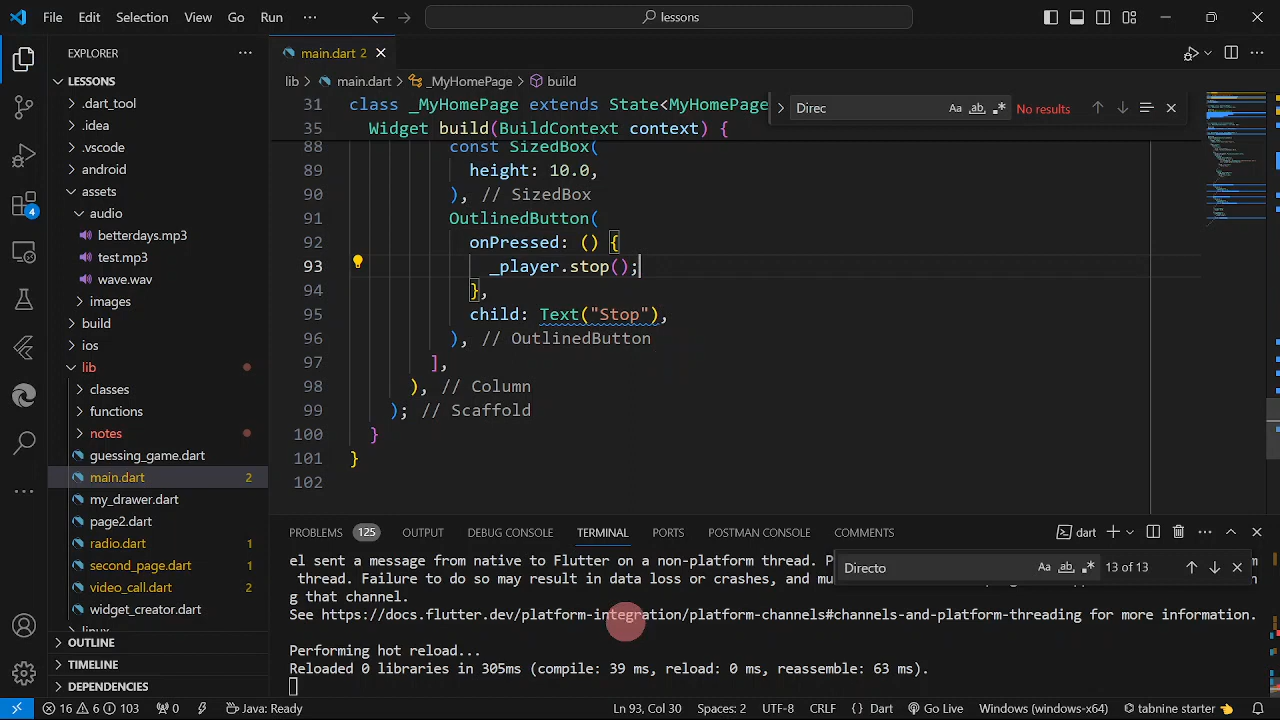 File Edit Selection View Go Run ··· lessons
EXPLORER ···
LESSONS
.dart_tool
.idea
.vscode
android
assets
audio
betterdays.mp3
test.mp3
wave.wav
images
build
ios
lib
classes
functions
notes
guessing_game.dart
main.dart 2
my_drawer.dart
page2.dart
radio.dart 1
second_page.dart 1
video_call.dart 2
widget_creator.dart
OUTLINE
TIMELINE
DEPENDENCIES
4
main.dart 2
lib > main.dart > _MyHomePage > build
Direc Aa ab .* No results
31 class _MyHomePage extends State<MyHomePage
35 Widget build(BuildContext context) {
88 const SizedBox(
89 height: 10.0,
90 ), // SizedBox
91 OutlinedButton(
92 onPressed: () {
93 _player.stop();
94 },
95 child: Text("Stop"),
96 ), // OutlinedButton
97 ],
98 ), // Column
99 ); // Scaffold
100 }
101 }
102
PROBLEMS 125 OUTPUT DEBUG CONSOLE TERMINAL PORTS POSTMAN CONSOLE COMMENTS dart
Directo Aa ab .* 13 of 13
el sent a message from native to Flutter on a non-platform thread. P
thread. Failure to do so may result in data loss or crashes, and mu
g that channel.
See https://docs.flutter.dev/platform-integration/platform-channels#channels-and-platform-threading for more information.
Performing hot reload...
Reloaded 0 libraries in 305ms (compile: 39 ms, reload: 0 ms, reassemble: 63 ms).
16 6 103 0 Java: Ready Ln 93, Col 30 Spaces: 2 UTF-8 CRLF {} Dart Go Live Windows (windows-x64) tabnine starter